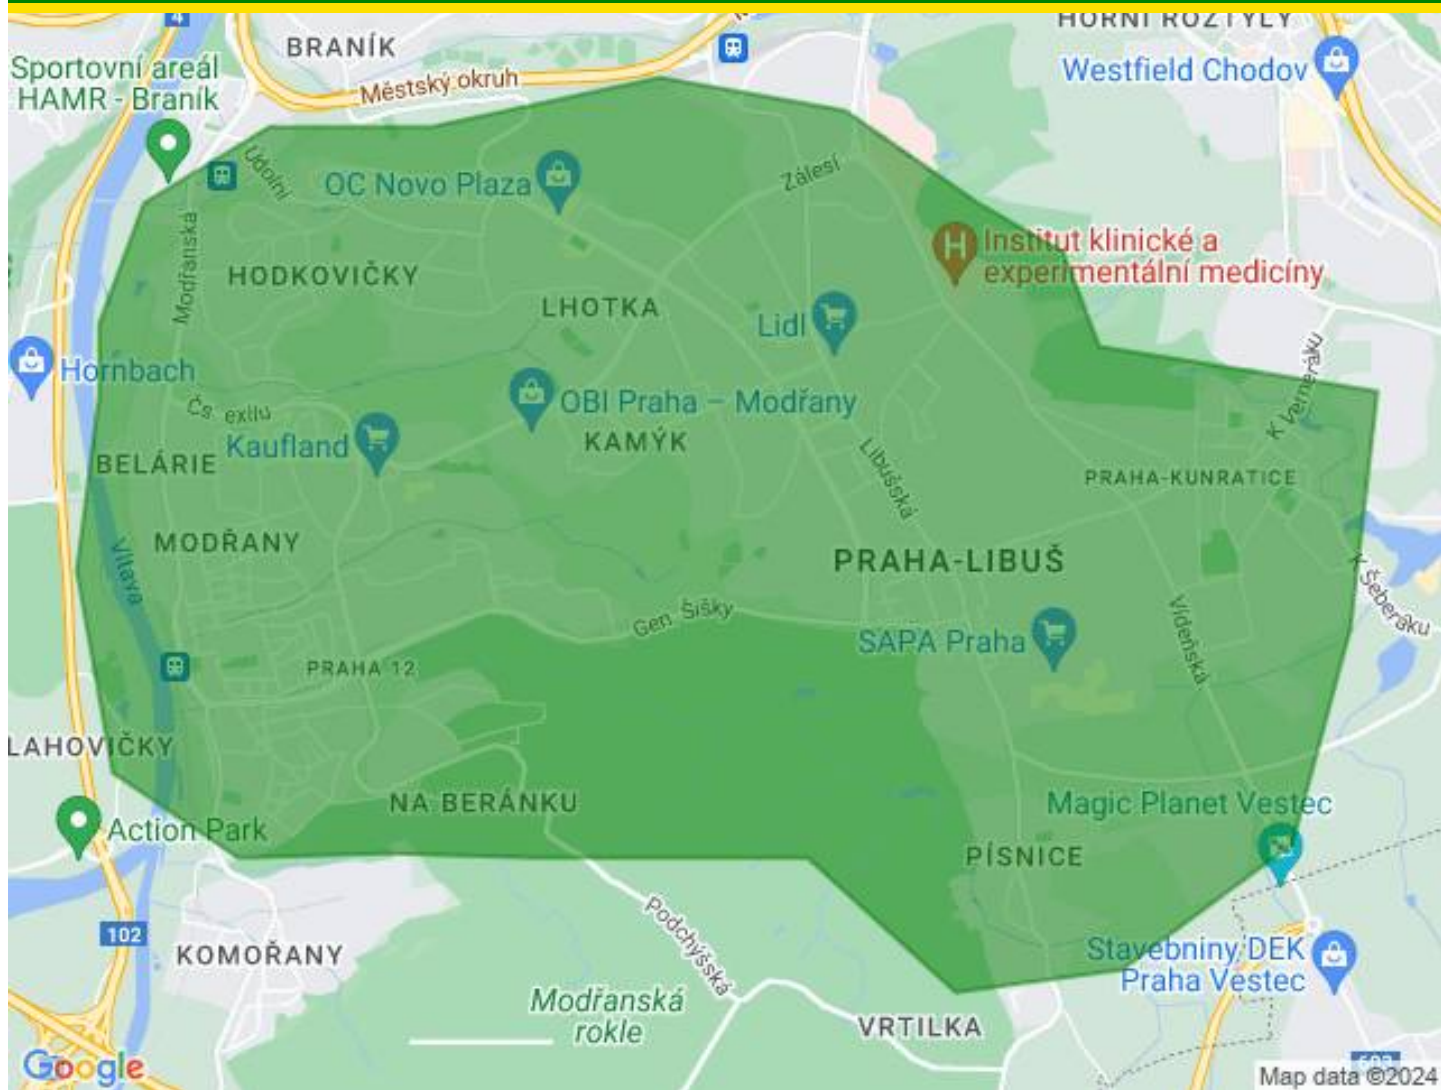 4
BRANÍK
HORNÍ ROZTYLY
Sportovní areál
HAMR - Braník
Městský okruh
Westfield Chodov
Údolní
OC Novo Plaza
Zálesí
Modřanská
HODKOVIČKY
Institut klinické a
experimentální medicíny
LHOTKA
Lidl
Hornbach
Čs. exilu
OBI Praha – Modřany
K Verneráku
Kaufland
KAMÝK
BELÁRIE
Libušská
PRAHA-KUNRATICE
MODŘANY
PRAHA-LIBUŠ
Vltava
K Šeberáku
Gen. Šišky
Vídeňská
SAPA Praha
PRAHA 12
LAHOVIČKY
NA BERÁNKU
Magic Planet Vestec
Action Park
PÍSNICE
102
Podchýšská
KOMOŘANY
Stavebniny DEK
Praha Vestec
Modřanská
rokle
VRTILKA
Google
603
Map data ©2024